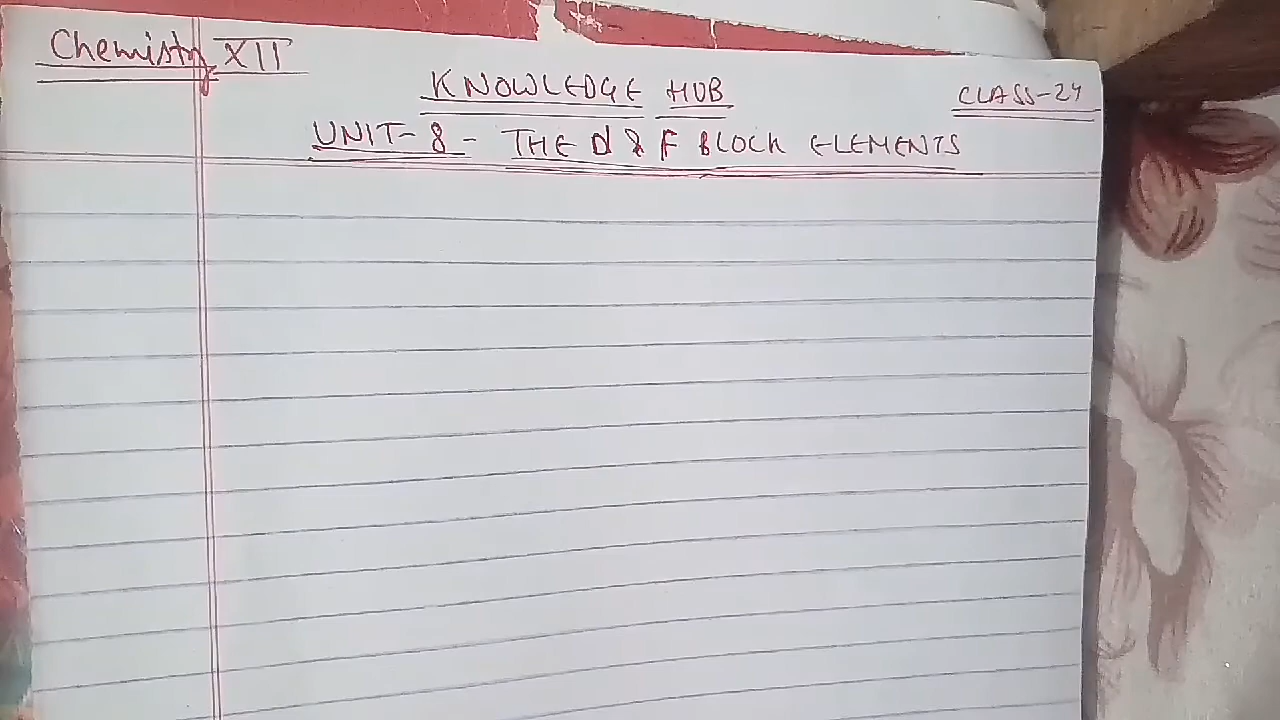 Chemistry XII
KNOWLEDGE HUB
CLASS-24
UNIT-8 - THE d & F BLOCK ELEMENTS